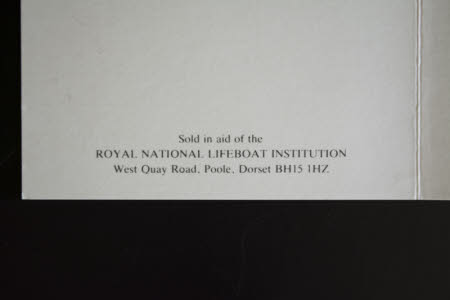 Sold in aid of the
ROYAL NATIONAL LIFEBOAT INSTITUTION
West Quay Road, Poole, Dorset BH15 1HZ